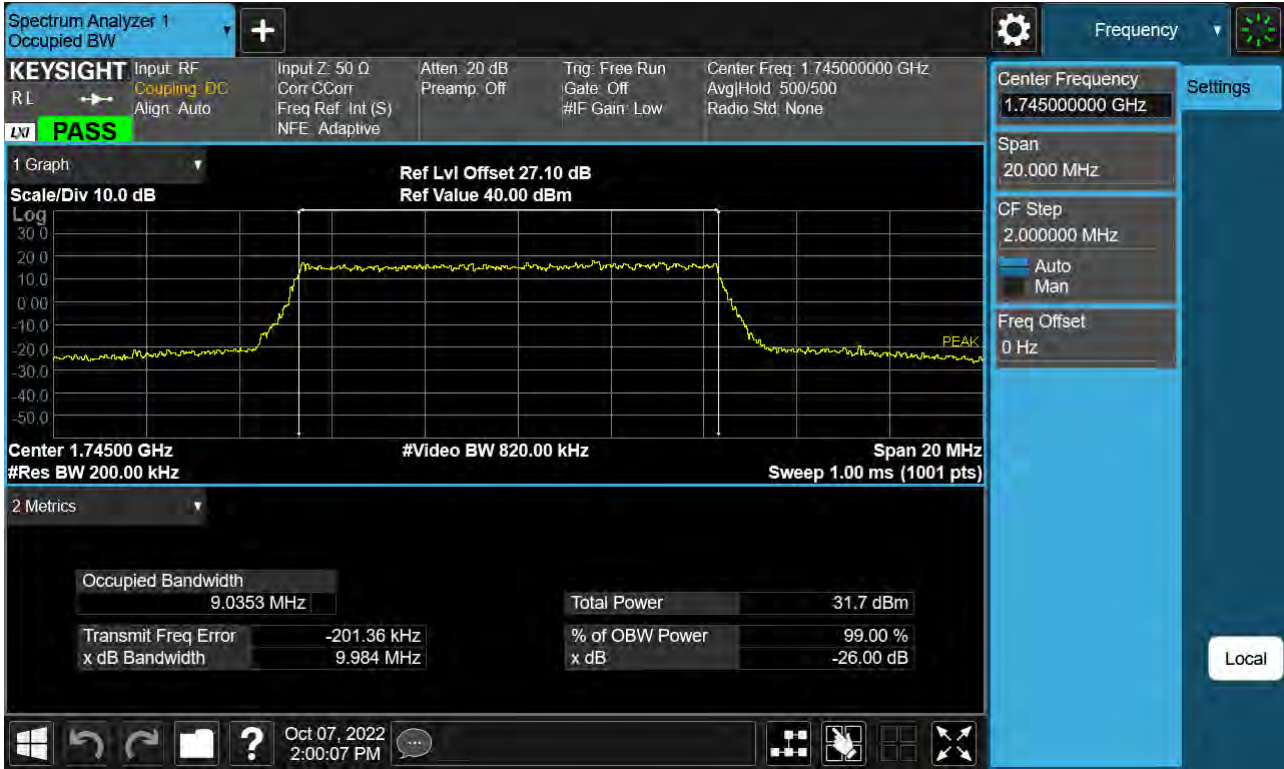 Spectrum Analyzer 1
Occupied BW
+
Frequency
KEYSIGHT
RL
LXI
PASS
Input: RF
Coupling: DC
Align: Auto
Input Z: 50 Ω
Corr CCorr
Freq Ref: Int (S)
NFE: Adaptive
Atten: 20 dB
Preamp: Off
Trig: Free Run
Gate: Off
#IF Gain: Low
Center Freq: 1.745000000 GHz
Avg|Hold: 500/500
Radio Std: None
Center Frequency
1.745000000 GHz
Settings
Span
20.000 MHz
CF Step
2.000000 MHz
Auto
Man
Freq Offset
0 Hz
Local
1 Graph
Scale/Div 10.0 dB
Ref Lvl Offset 27.10 dB
Ref Value 40.00 dBm
Log
30.0
20.0
10.0
0.00
-10.0
-20.0
-30.0
-40.0
-50.0
PEAK
Center 1.74500 GHz
#Video BW 820.00 kHz
Span 20 MHz
#Res BW 200.00 kHz
Sweep 1.00 ms (1001 pts)
2 Metrics
Occupied Bandwidth
9.0353 MHz
Total Power 31.7 dBm
Transmit Freq Error -201.36 kHz
% of OBW Power 99.00 %
x dB Bandwidth 9.984 MHz
x dB -26.00 dB
?
Oct 07, 2022
2:00:07 PM